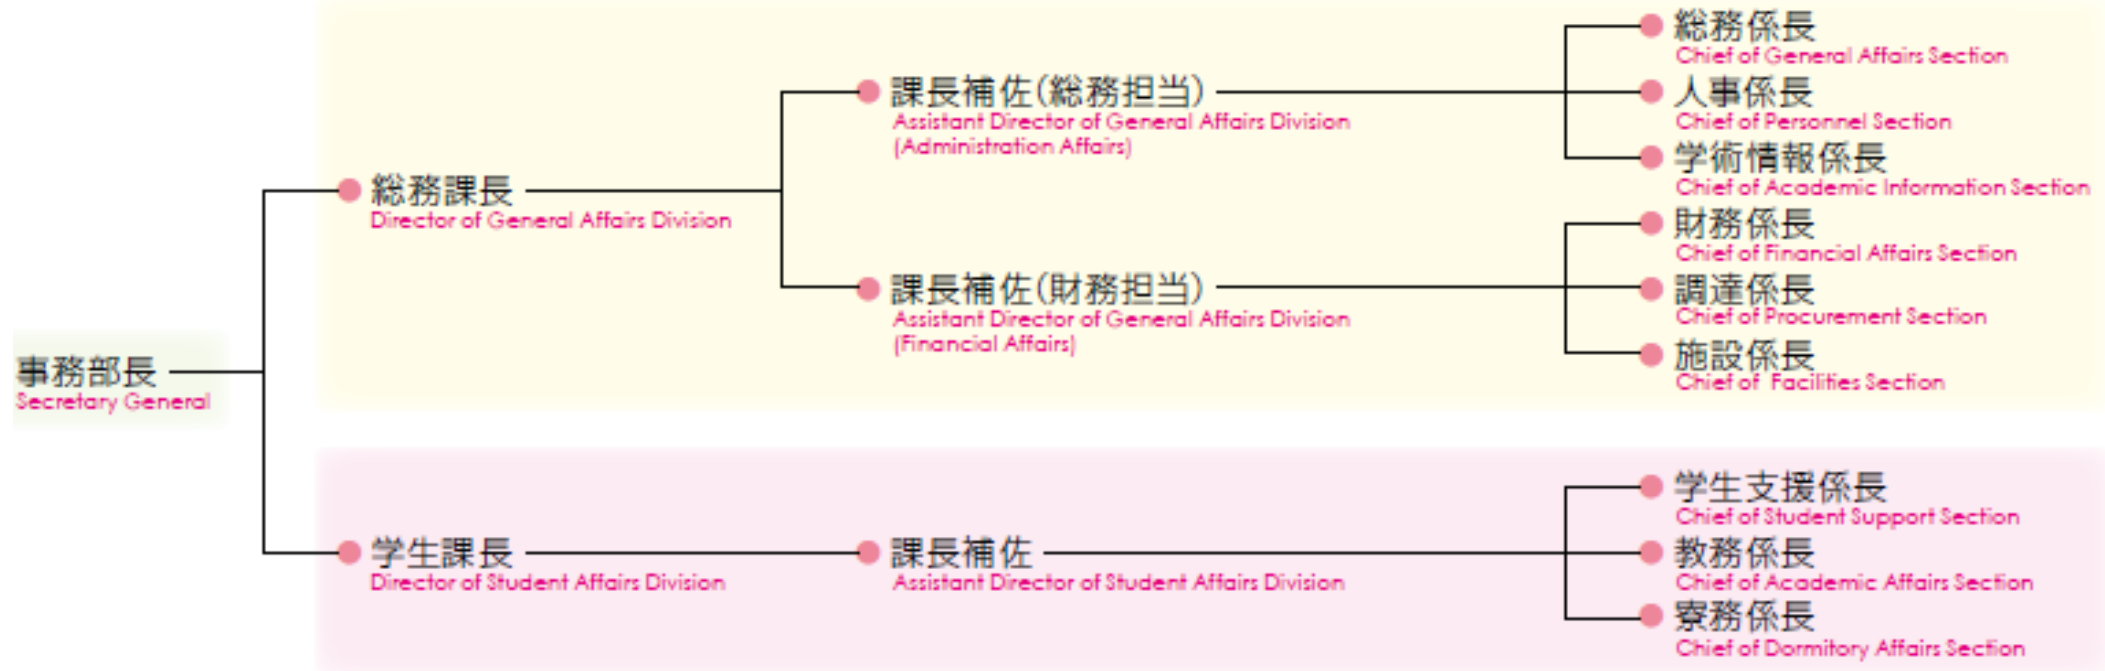 事務部長
Secretary General
総務課長
Director of General Affairs Division
課長補佐(総務担当)
Assistant Director of General Affairs Division
(Administration Affairs)
総務係長
Chief of General Affairs Section
人事係長
Chief of Personnel Section
学術情報係長
Chief of Academic Information Section
課長補佐(財務担当)
Assistant Director of General Affairs Division
(Financial Affairs)
財務係長
Chief of Financial Affairs Section
調達係長
Chief of Procurement Section
施設係長
Chief of Facilities Section
学生課長
Director of Student Affairs Division
課長補佐
Assistant Director of Student Affairs Division
学生支援係長
Chief of Student Support Section
教務係長
Chief of Academic Affairs Section
寮務係長
Chief of Dormitory Affairs Section